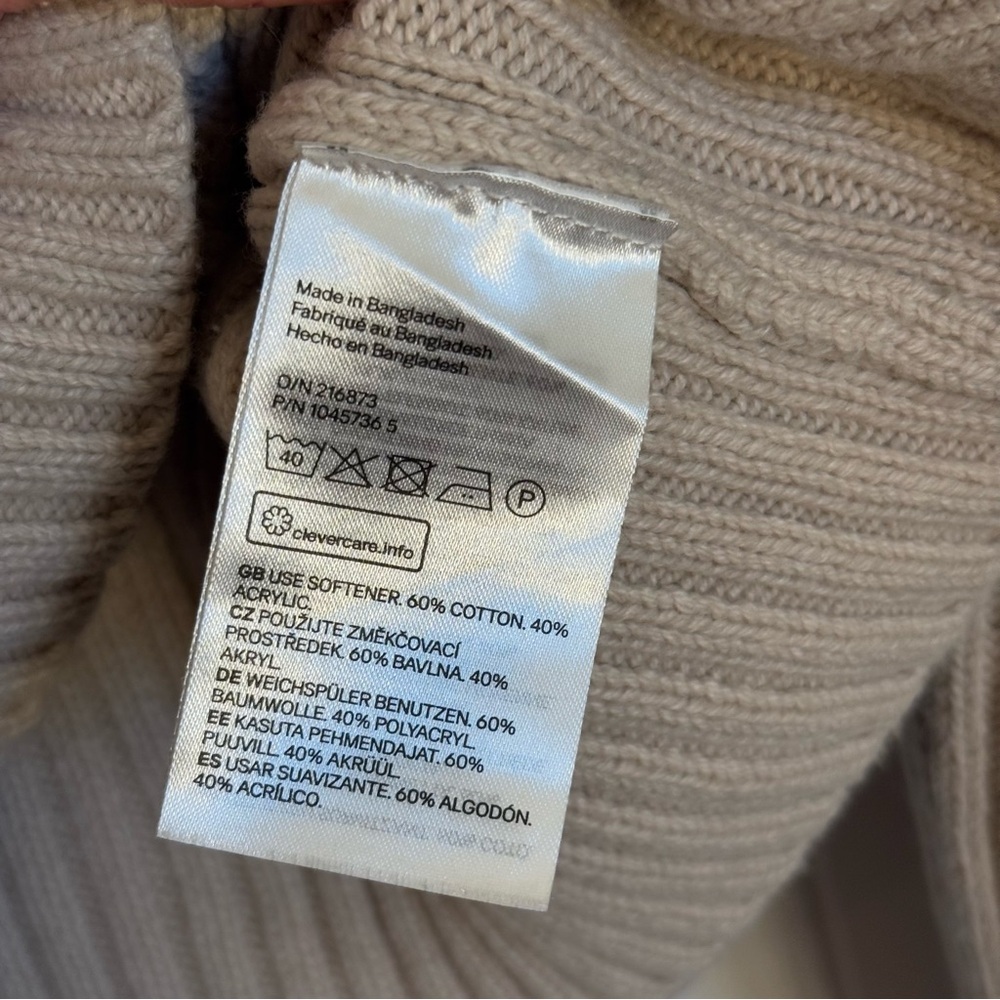 Made in Bangladesh
Fabriqué au Bangladesh
Hecho en Bangladesh
O/N 216873
P/N 1045736 5
40
P
clevercare.info
GB USE SOFTENER. 60% COTTON. 40%
ACRYLIC.
CZ POUŽIJTE ZMĚKČOVACÍ
PROSTŘEDEK. 60% BAVLNA. 40%
AKRYL.
DE WEICHSPÜLER BENUTZEN. 60%
BAUMWOLLE. 40% POLYACRYL.
EE KASUTA PEHMENDAJAT. 60%
PUUVILL. 40% AKRÜÜL.
ES USAR SUAVIZANTE. 60% ALGODÓN.
40% ACRÍLICO.